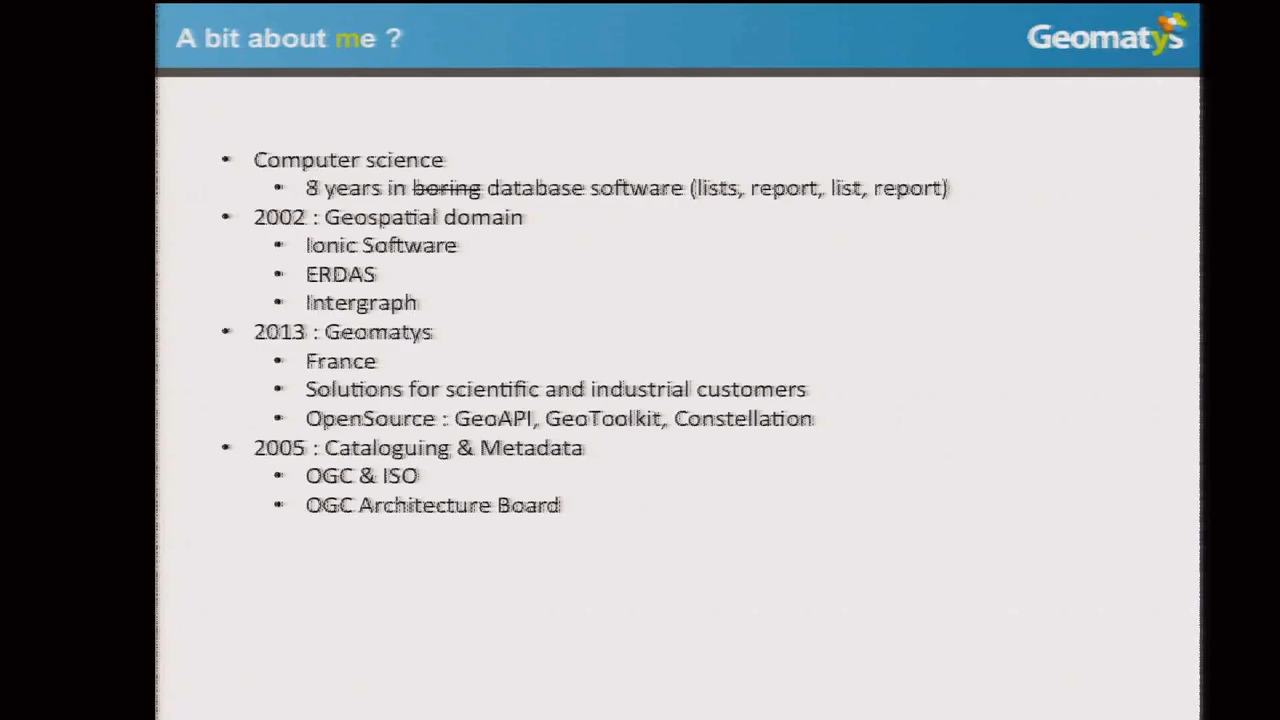 A bit about me ?
Geomatys
• Computer science
• 8 years in boring database software (lists, report, list, report)
• 2002 : Geospatial domain
• Ionic Software
• ERDAS
• Intergraph
• 2013 : Geomatys
• France
• Solutions for scientific and industrial customers
• OpenSource : GeoAPI, GeoToolkit, Constellation
• 2005 : Cataloguing & Metadata
• OGC & ISO
• OGC Architecture Board